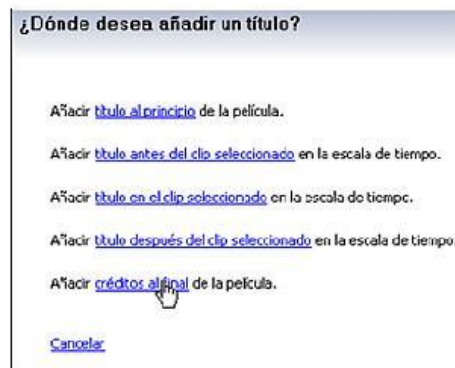 ¿Dónde desea añadir un título?
Añadir título al principio de la película.
Añadir título antes del clip seleccionado en la escala de tiempo.
Añadir título en el clip seleccionado en la escala de tiempo.
Añadir título después del clip seleccionado en la escala de tiempo
Añadir créditos al final de la película.
Cancelar